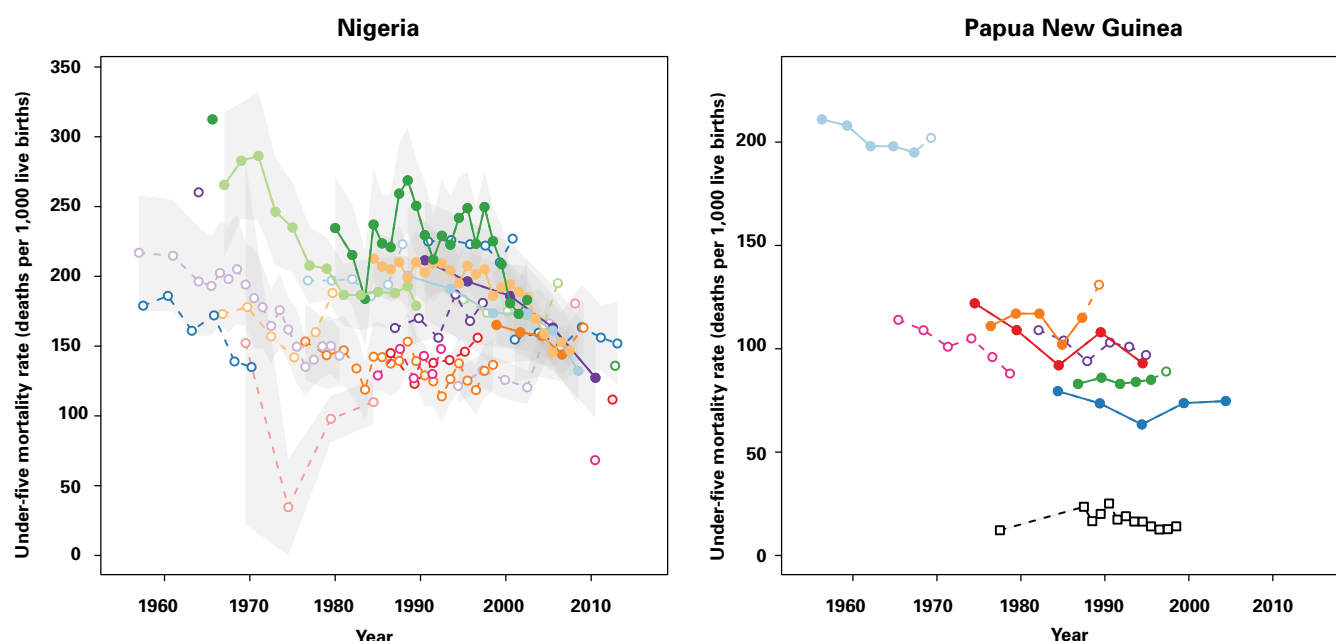 Nigeria
Under-five mortality rate (deaths per 1,000 live births)
350
300
250
200
150
100
50
0
1960 1970 1980 1990 2000 2010
Year
Papua New Guinea
Under-five mortality rate (deaths per 1,000 live births)
200
150
100
50
0
1960 1970 1980 1990 2000 2010
Year